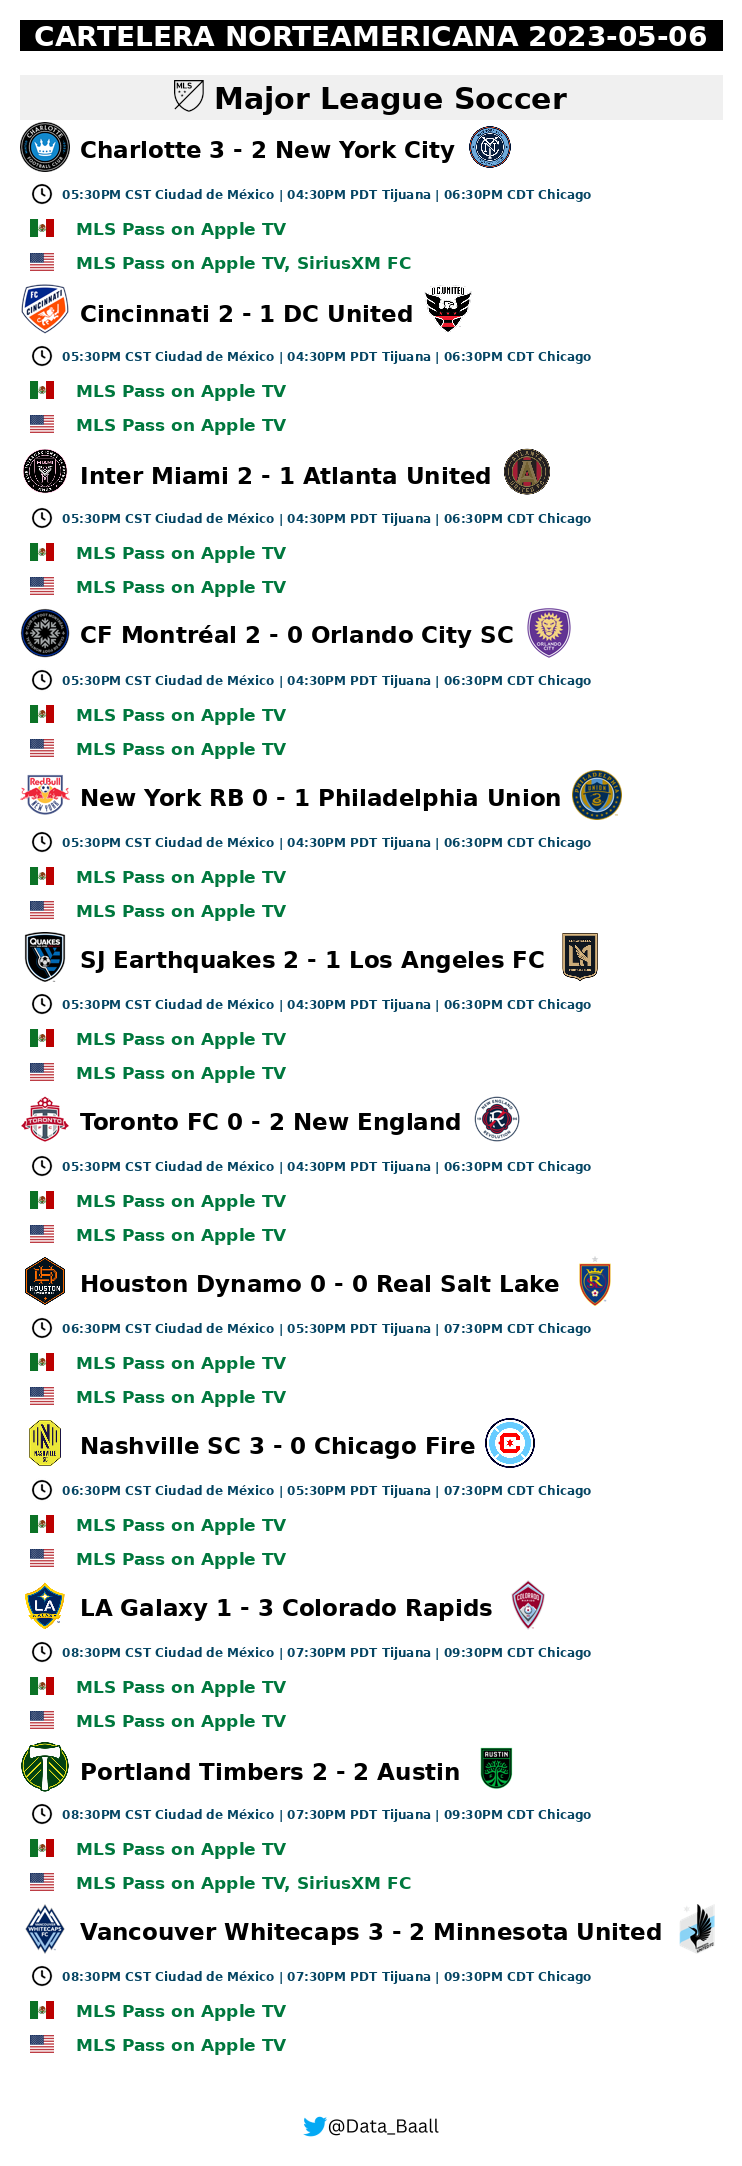 CARTELERA NORTEAMERICANA 2023-05-06
MLS Major League Soccer
Charlotte 3 - 2 New York City
05:30PM CST Ciudad de México | 04:30PM PDT Tijuana | 06:30PM CDT Chicago
MLS Pass on Apple TV
MLS Pass on Apple TV, SiriusXM FC
Cincinnati 2 - 1 DC United
05:30PM CST Ciudad de México | 04:30PM PDT Tijuana | 06:30PM CDT Chicago
MLS Pass on Apple TV
MLS Pass on Apple TV
Inter Miami 2 - 1 Atlanta United
05:30PM CST Ciudad de México | 04:30PM PDT Tijuana | 06:30PM CDT Chicago
MLS Pass on Apple TV
MLS Pass on Apple TV
CF Montréal 2 - 0 Orlando City SC
05:30PM CST Ciudad de México | 04:30PM PDT Tijuana | 06:30PM CDT Chicago
MLS Pass on Apple TV
MLS Pass on Apple TV
New York RB 0 - 1 Philadelphia Union
05:30PM CST Ciudad de México | 04:30PM PDT Tijuana | 06:30PM CDT Chicago
MLS Pass on Apple TV
MLS Pass on Apple TV
SJ Earthquakes 2 - 1 Los Angeles FC
05:30PM CST Ciudad de México | 04:30PM PDT Tijuana | 06:30PM CDT Chicago
MLS Pass on Apple TV
MLS Pass on Apple TV
Toronto FC 0 - 2 New England
05:30PM CST Ciudad de México | 04:30PM PDT Tijuana | 06:30PM CDT Chicago
MLS Pass on Apple TV
MLS Pass on Apple TV
Houston Dynamo 0 - 0 Real Salt Lake
06:30PM CST Ciudad de México | 05:30PM PDT Tijuana | 07:30PM CDT Chicago
MLS Pass on Apple TV
MLS Pass on Apple TV
Nashville SC 3 - 0 Chicago Fire
06:30PM CST Ciudad de México | 05:30PM PDT Tijuana | 07:30PM CDT Chicago
MLS Pass on Apple TV
MLS Pass on Apple TV
LA Galaxy 1 - 3 Colorado Rapids
08:30PM CST Ciudad de México | 07:30PM PDT Tijuana | 09:30PM CDT Chicago
MLS Pass on Apple TV
MLS Pass on Apple TV
Portland Timbers 2 - 2 Austin
08:30PM CST Ciudad de México | 07:30PM PDT Tijuana | 09:30PM CDT Chicago
MLS Pass on Apple TV
MLS Pass on Apple TV, SiriusXM FC
Vancouver Whitecaps 3 - 2 Minnesota United
08:30PM CST Ciudad de México | 07:30PM PDT Tijuana | 09:30PM CDT Chicago
MLS Pass on Apple TV
MLS Pass on Apple TV
@Data_Baall